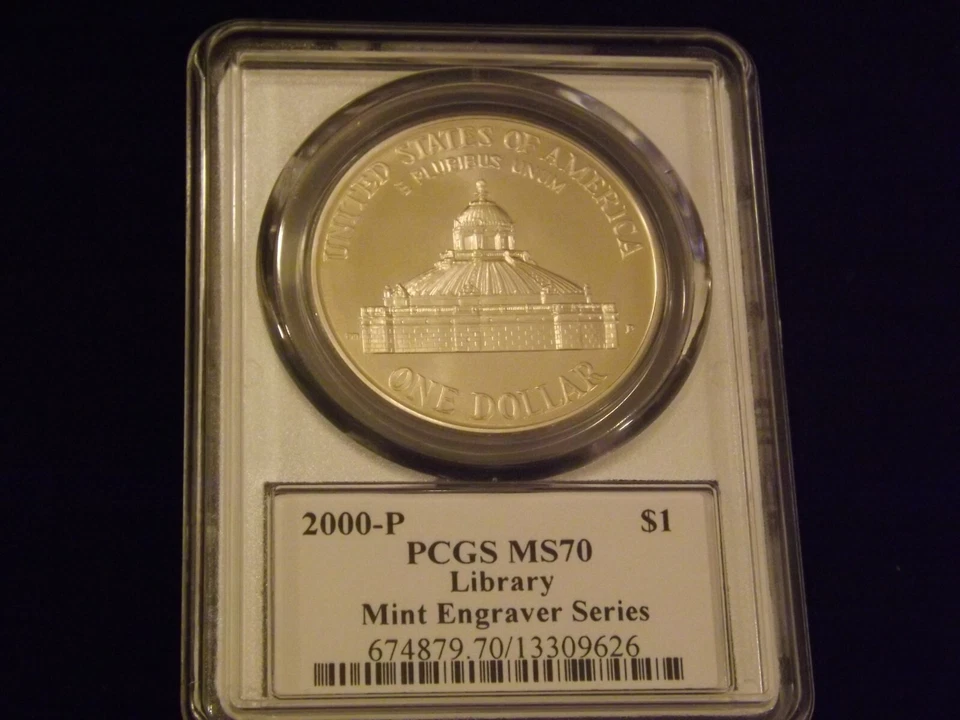 UNITED STATES OF AMERICA
E PLURIBUS UNUM
P
ONE DOLLAR
2000-P $1
PCGS MS70
Library
Mint Engraver Series
674879.70/13309626